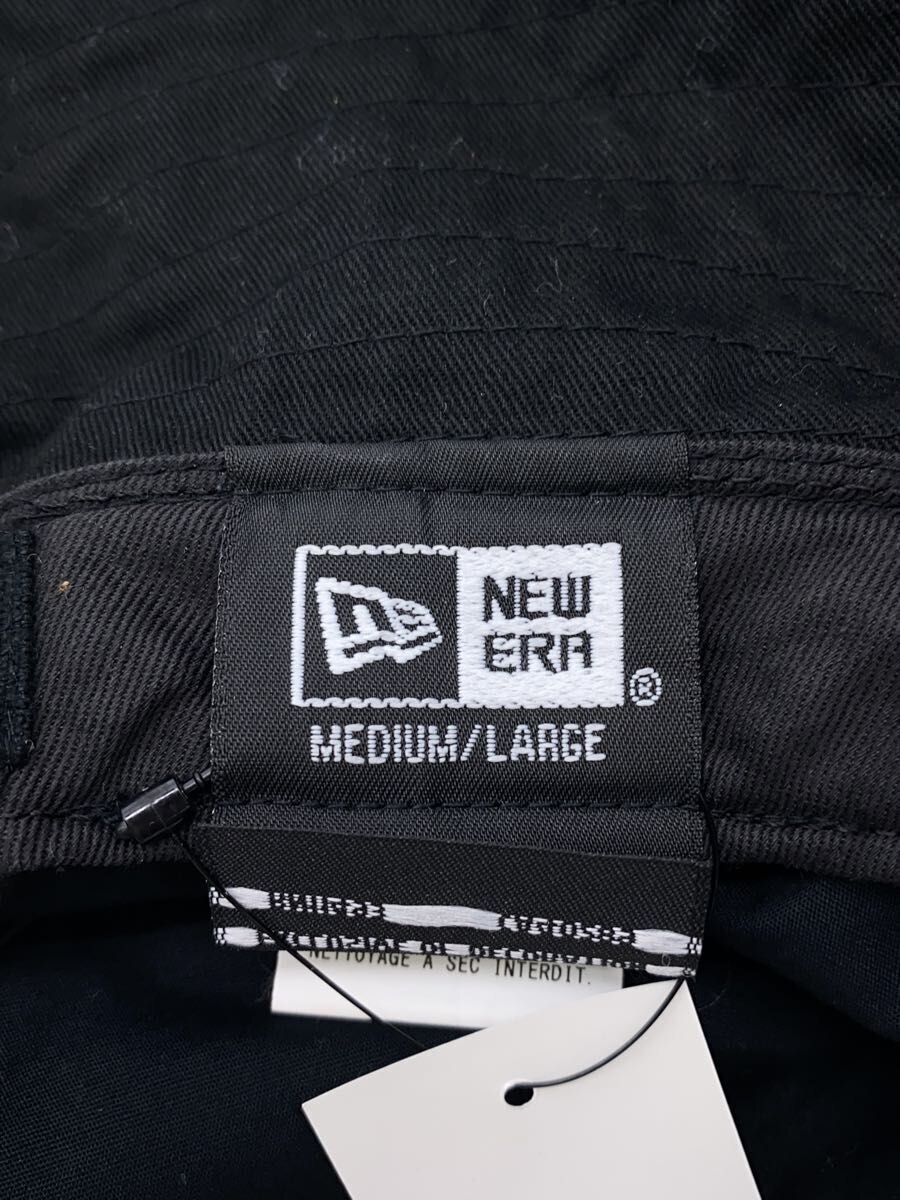 NEW
ERA
®
MEDIUM/LARGE
NETTOYAGE A SEC INTERDIT.